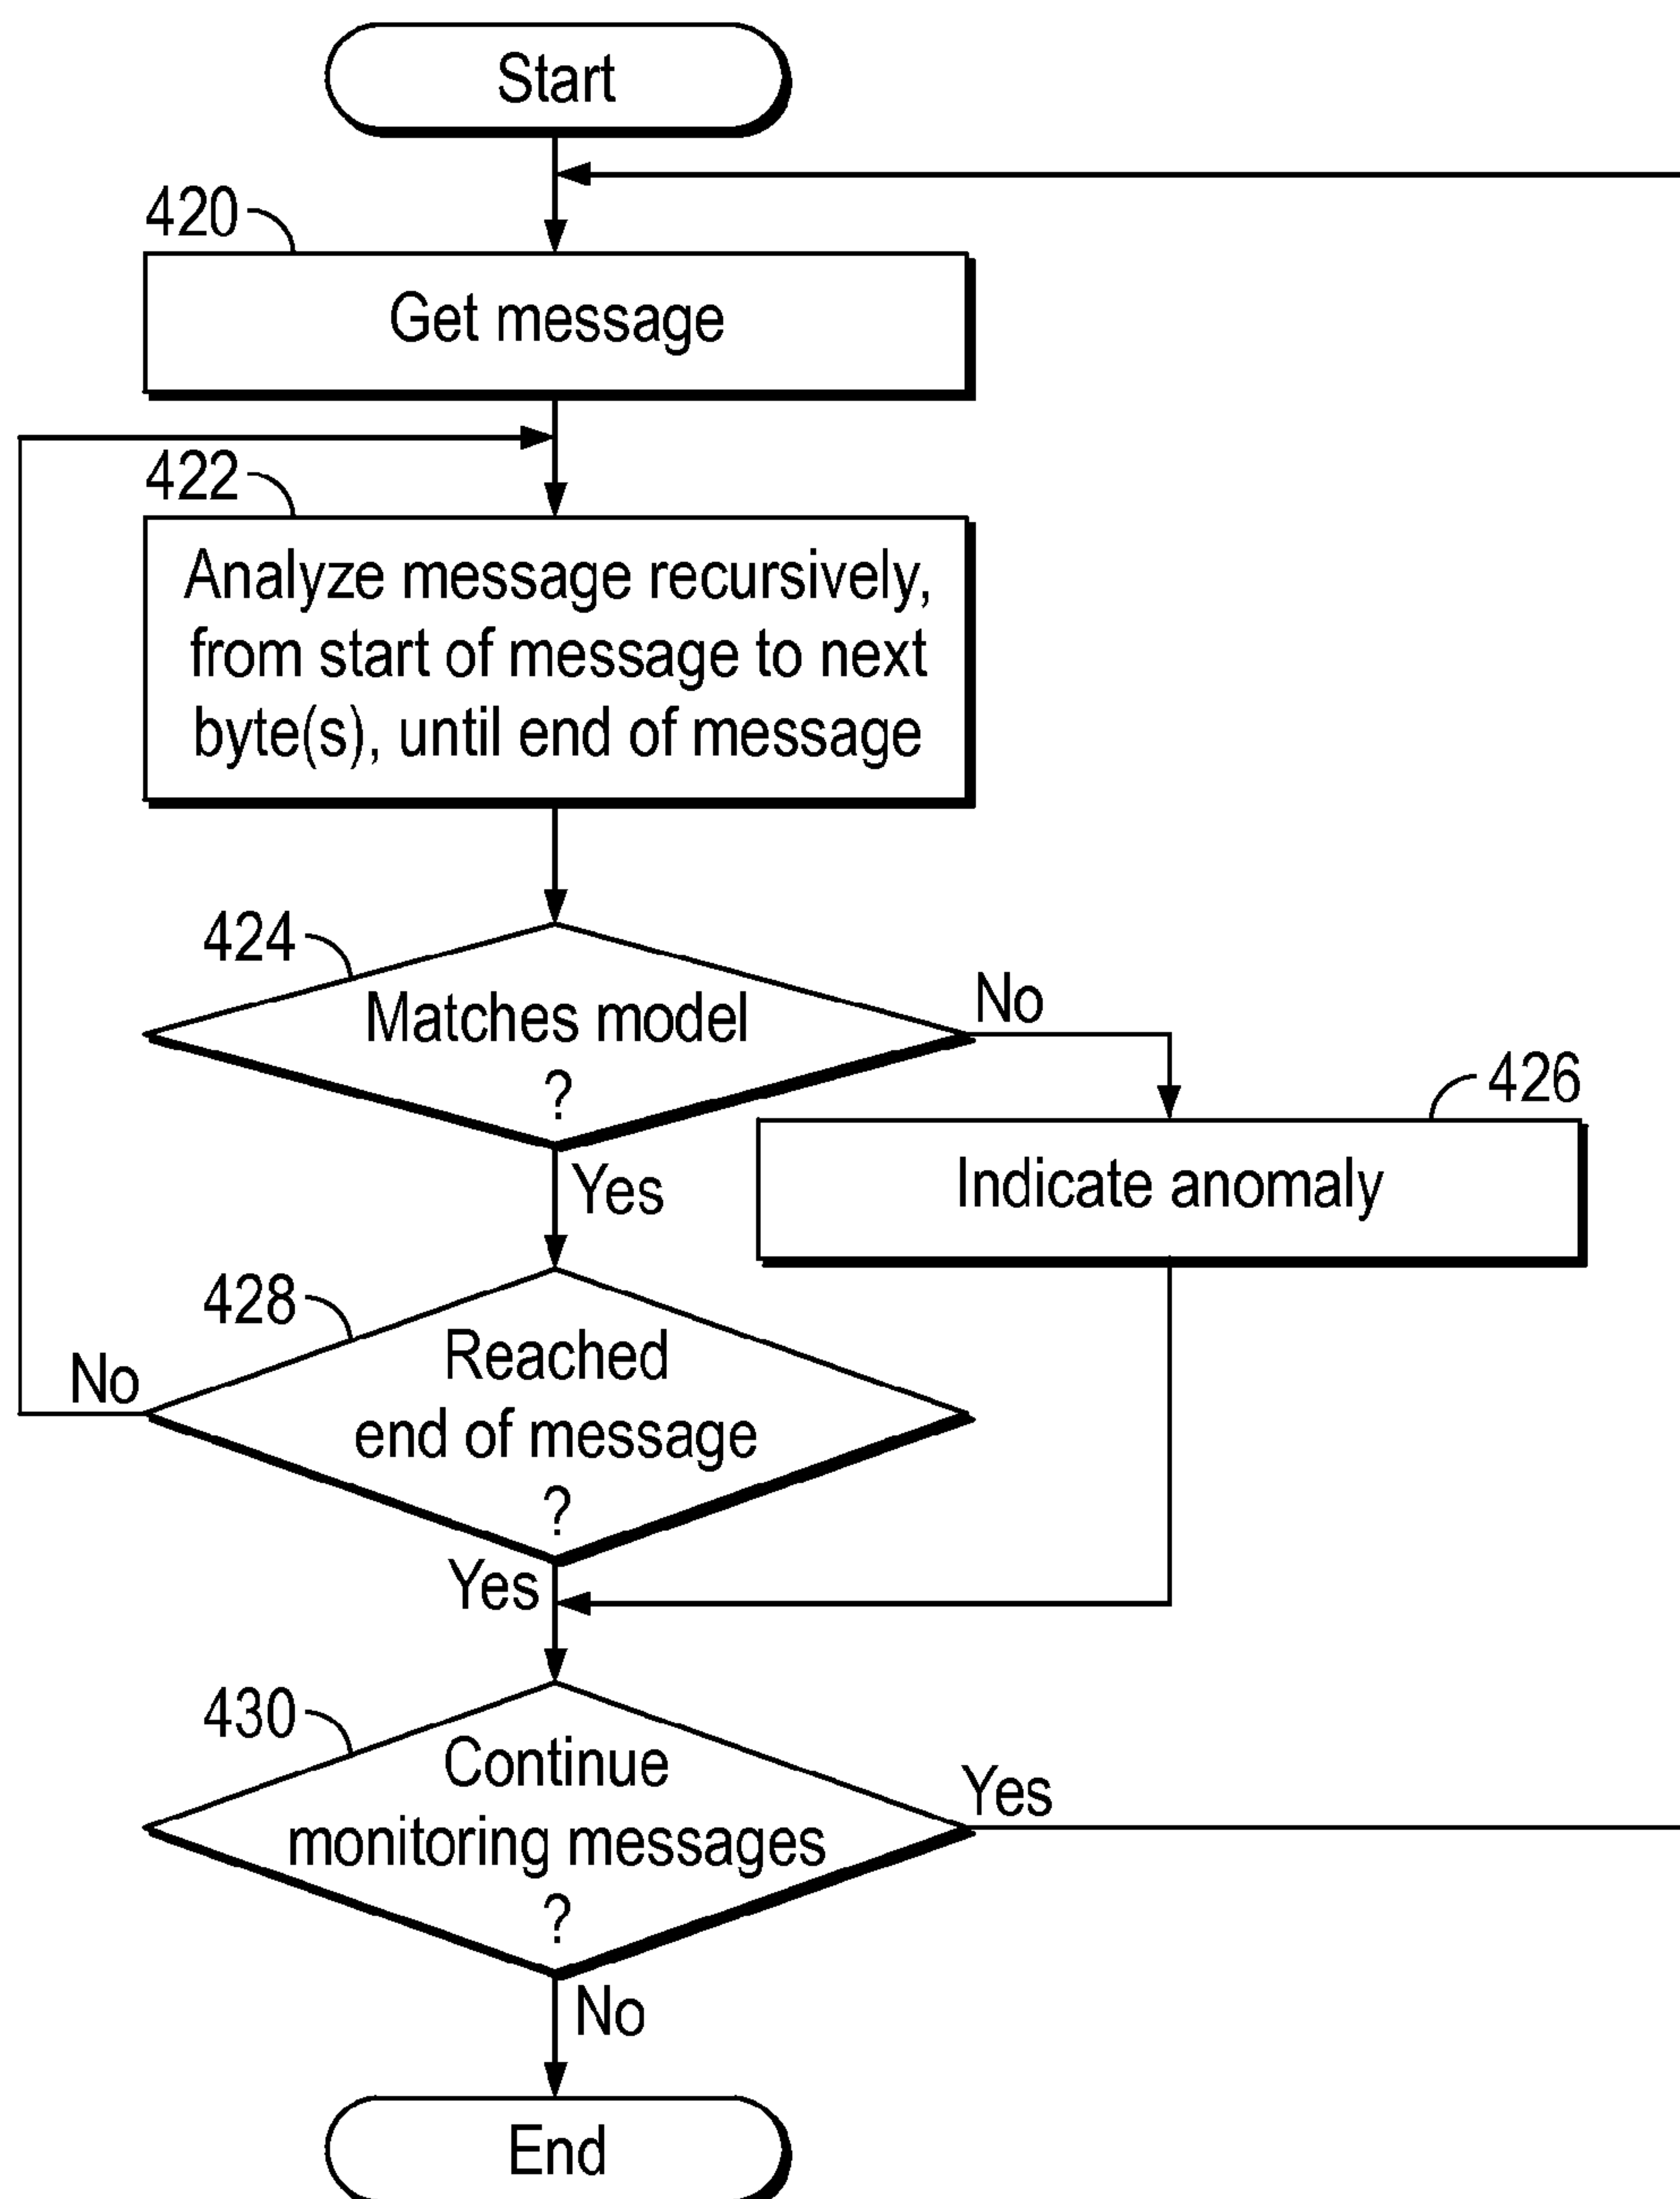 Start
420
Get message
422
Analyze message recursively,
from start of message to next
byte(s), until end of message
424
Matches model
?
No
Yes
426
Indicate anomaly
428
Reached
end of message
?
No
Yes
430
Continue
monitoring messages
?
Yes
No
End